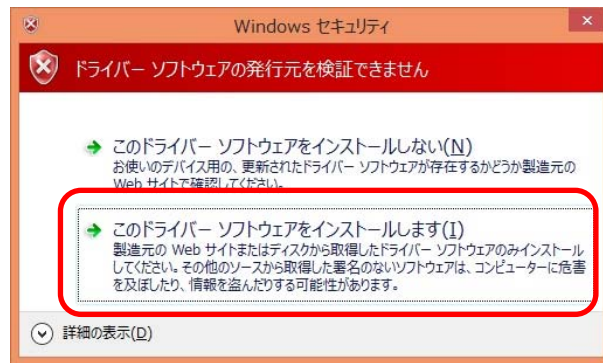 Windows セキュリティ
ドライバー ソフトウェアの発行元を検証できません
このドライバー ソフトウェアをインストールしない(N)
お使いのデバイス用の、更新されたドライバー ソフトウェアが存在するかどうか製造元の
Web サイトで確認してください。
このドライバー ソフトウェアをインストールします(I)
製造元の Web サイトまたはディスクから取得したドライバー ソフトウェアのみインストール
してください。その他のソースから取得した署名のないソフトウェアは、コンピューターに危害
を及ぼしたり、情報を盗んだりする可能性があります。
詳細の表示(D)